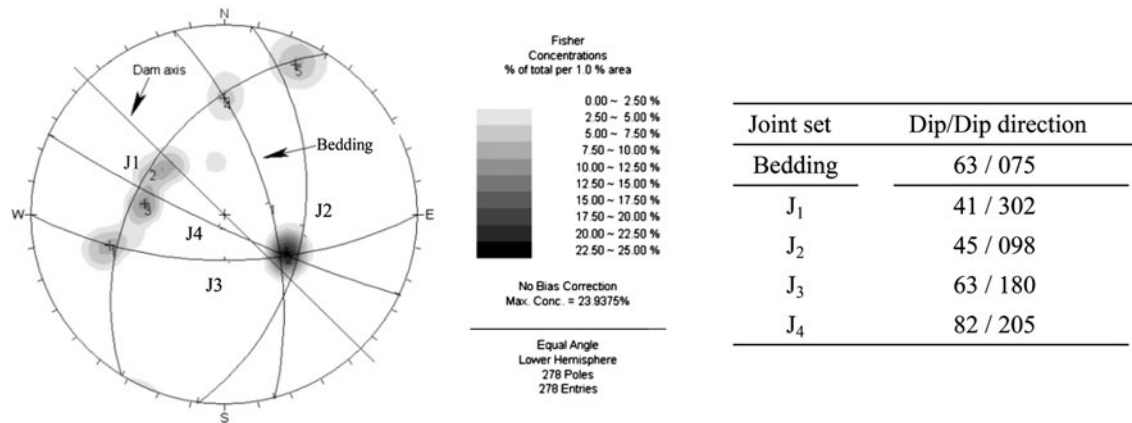 N
Dam axis
Bedding
J1
2
3
4
5
1
W
E
J2
J4
J3
S
Fisher
Concentrations
% of total per 1.0 % area
0.00 ~ 2.50 %
2.50 ~ 5.00 %
5.00 ~ 7.50 %
7.50 ~ 10.00 %
10.00 ~ 12.50 %
12.50 ~ 15.00 %
15.00 ~ 17.50 %
17.50 ~ 20.00 %
20.00 ~ 22.50 %
22.50 ~ 25.00 %
No Bias Correction
Max. Conc. = 23.9375%
Equal Angle
Lower Hemisphere
278 Poles
278 Entries
Joint set Dip/Dip direction
Bedding 63 / 075
J1 41 / 302
J2 45 / 098
J3 63 / 180
J4 82 / 205